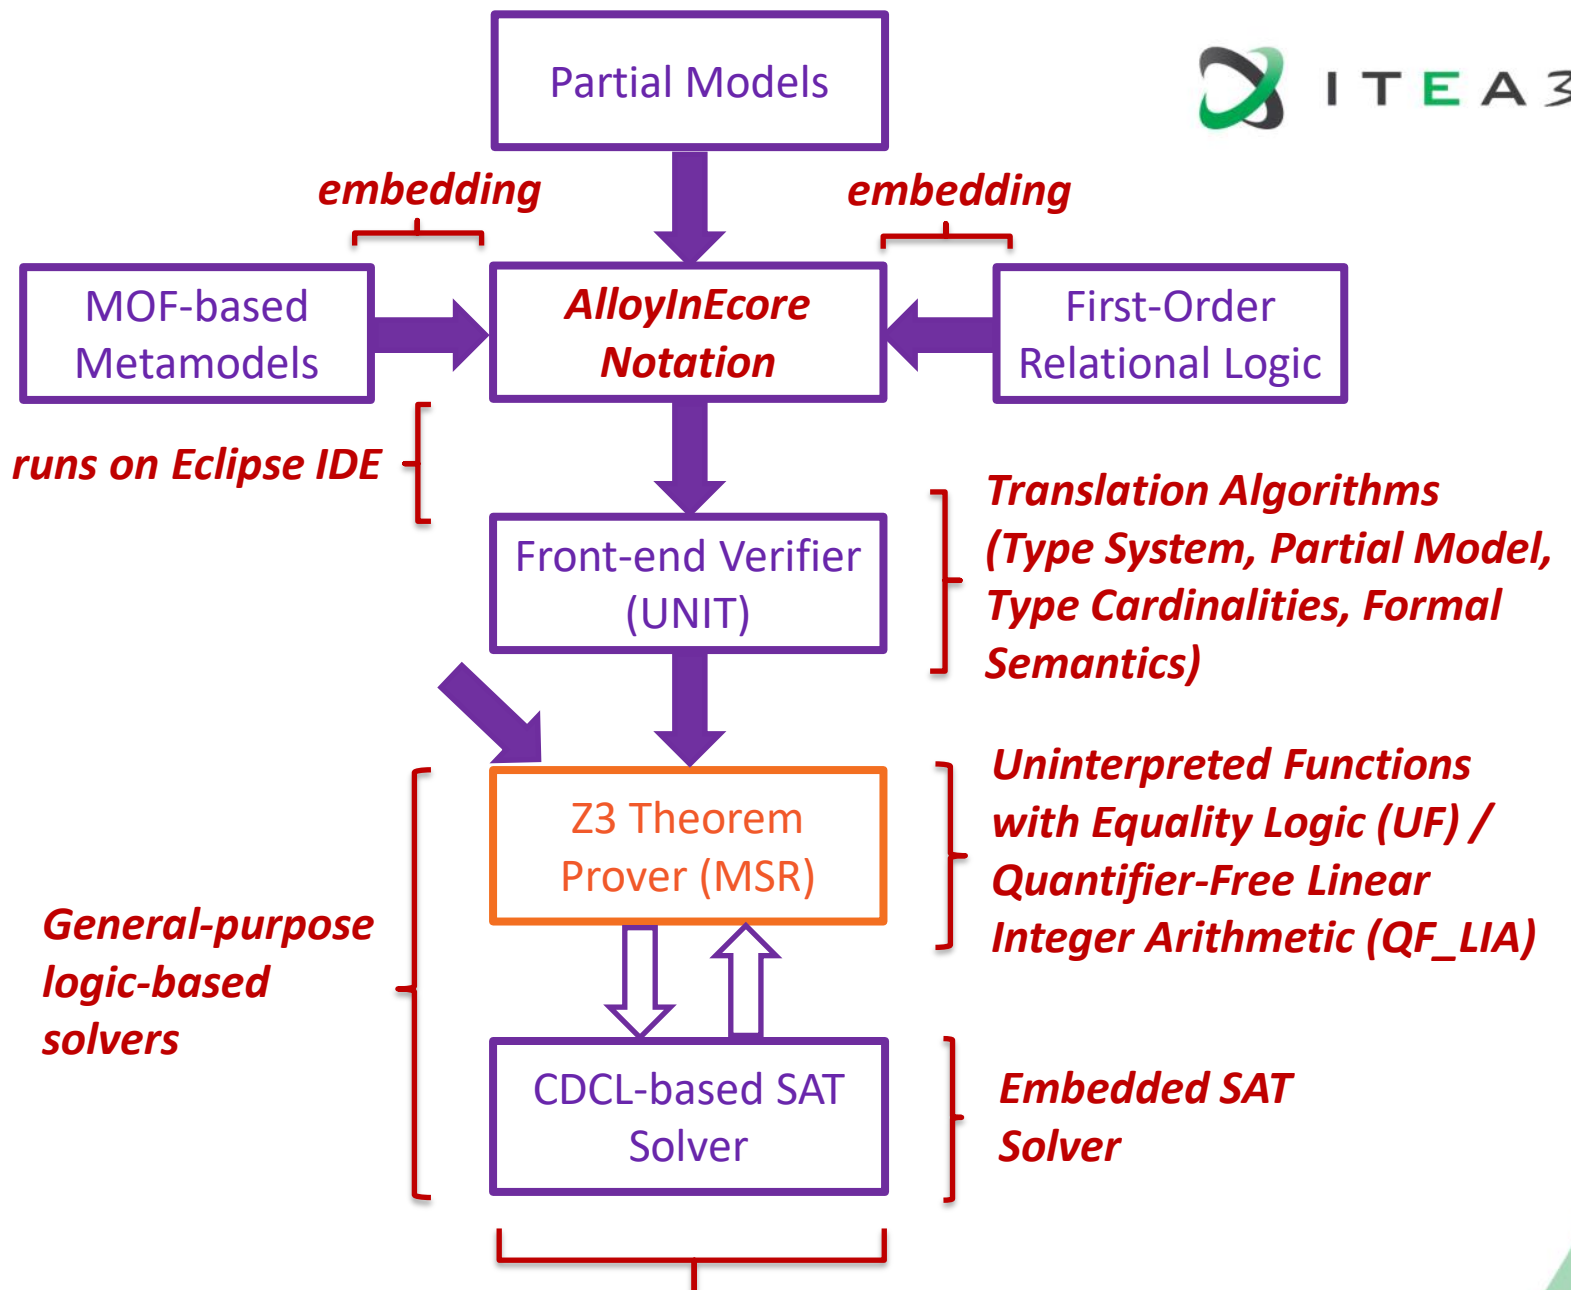 Partial Models
ITEA3
embedding
embedding
MOF-based
Metamodels
AlloyInEcore
Notation
First-Order
Relational Logic
runs on Eclipse IDE
Front-end Verifier
(UNIT)
Translation Algorithms
(Type System, Partial Model,
Type Cardinalities, Formal
Semantics)
Z3 Theorem
Prover (MSR)
Uninterpreted Functions
with Equality Logic (UF) /
Quantifier-Free Linear
Integer Arithmetic (QF_LIA)
General-purpose
logic-based
solvers
CDCL-based SAT
Solver
Embedded SAT
Solver